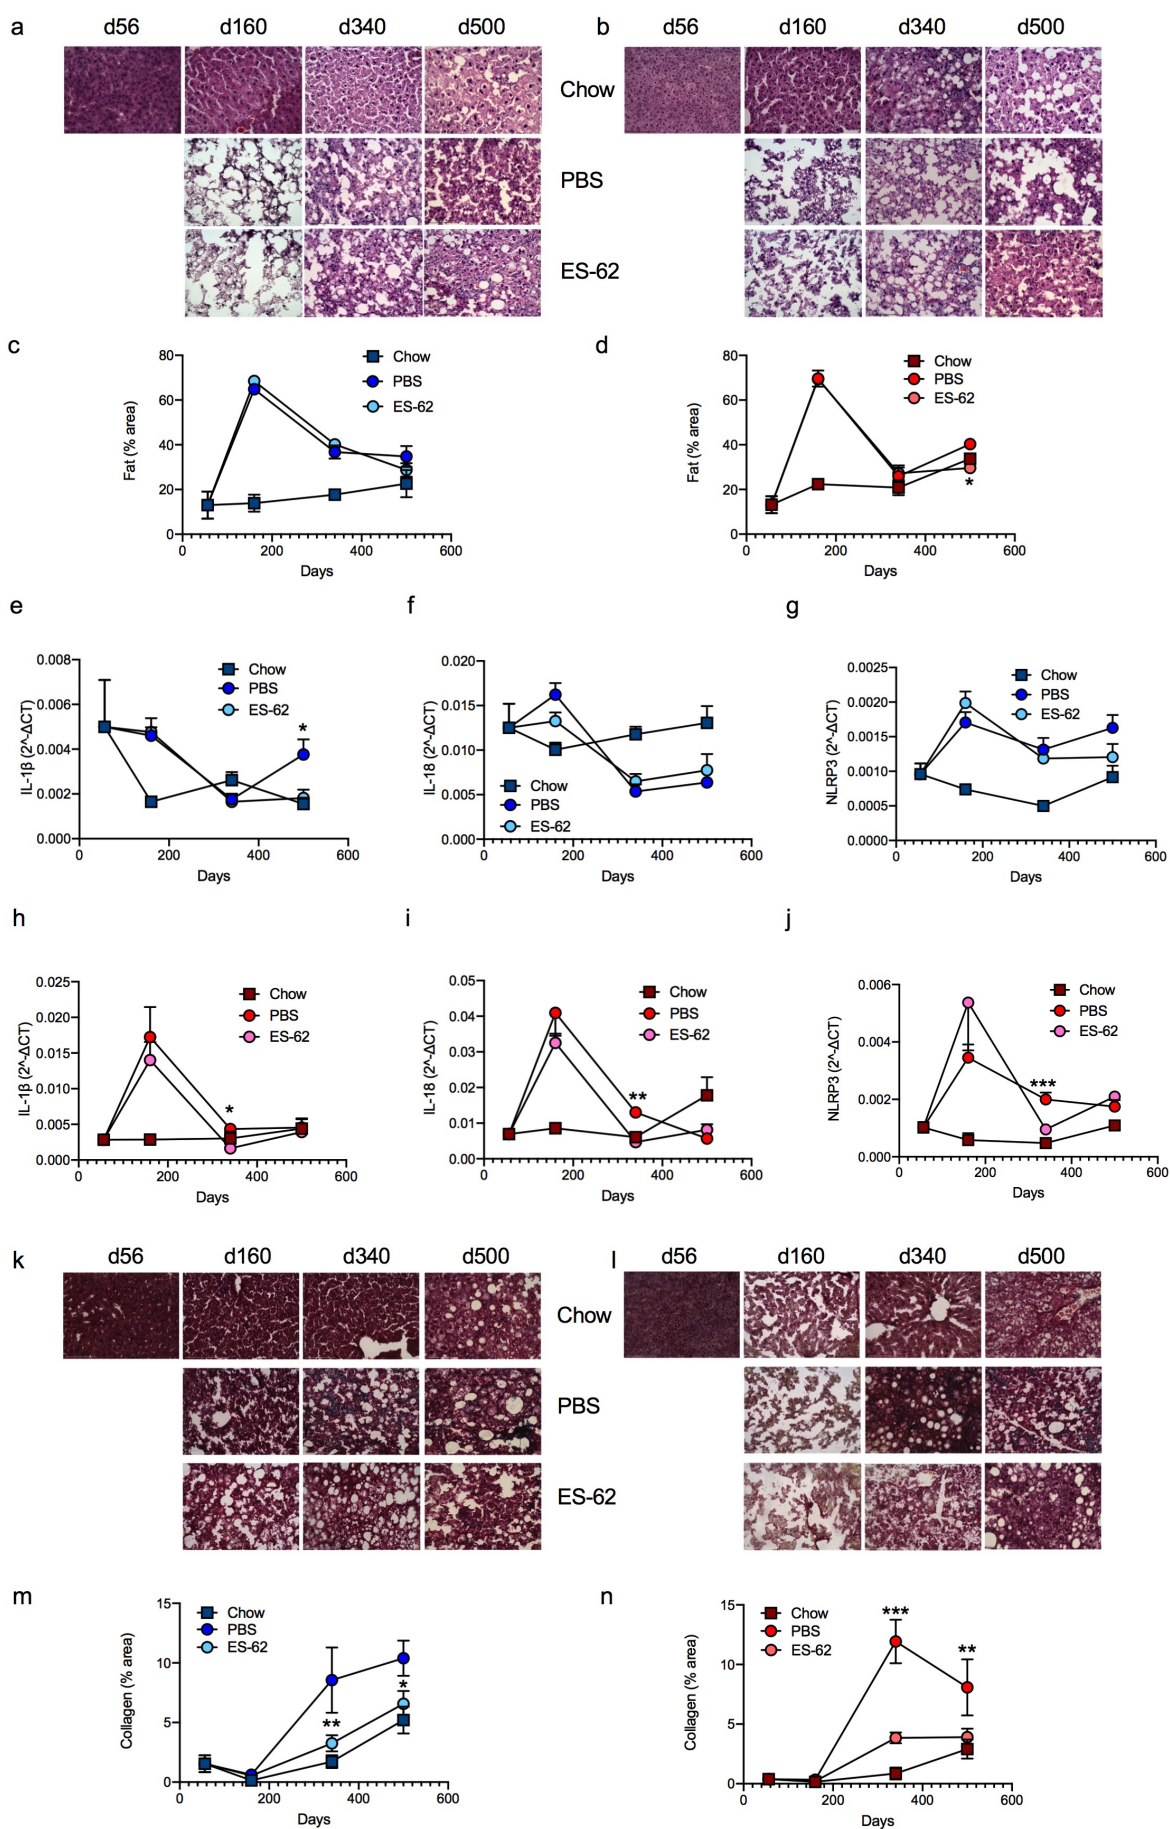 a d56 d160 d340 d500 b d56 d160 d340 d500
Chow
PBS
ES-62
c
Fat (% area)
80
60
40
20
0
0 200 400 600
Days
Chow
PBS
ES-62
d
Fat (% area)
80
60
40
20
0
0 200 400 600
Days
Chow
PBS
ES-62
*
e
IL-1β (2^-ΔCT)
0.008
0.006
0.004
0.002
0.000
0 200 400 600
Days
Chow
PBS
ES-62
*
f
IL-18 (2^-ΔCT)
0.020
0.015
0.010
0.005
0.000
0 200 400 600
Days
Chow
PBS
ES-62
g
NLRP3 (2^-ΔCT)
0.0025
0.0020
0.0015
0.0010
0.0005
0.0000
0 200 400 600
Days
Chow
PBS
ES-62
h
IL-1β (2^-ΔCT)
0.025
0.020
0.015
0.010
0.005
0.000
0 200 400 600
Days
Chow
PBS
ES-62
*
i
IL-18 (2^-ΔCT)
0.05
0.04
0.03
0.02
0.01
0.00
0 200 400 600
Days
Chow
PBS
ES-62
**
j
NLRP3 (2^-ΔCT)
0.006
0.004
0.002
0.000
0 200 400 600
Days
Chow
PBS
ES-62
***
k d56 d160 d340 d500 l d56 d160 d340 d500
Chow
PBS
ES-62
m
Collagen (% area)
15
10
5
0
0 200 400 600
Days
Chow
PBS
ES-62
**
*
n
Collagen (% area)
15
10
5
0
0 200 400 600
Days
Chow
PBS
ES-62
***
**